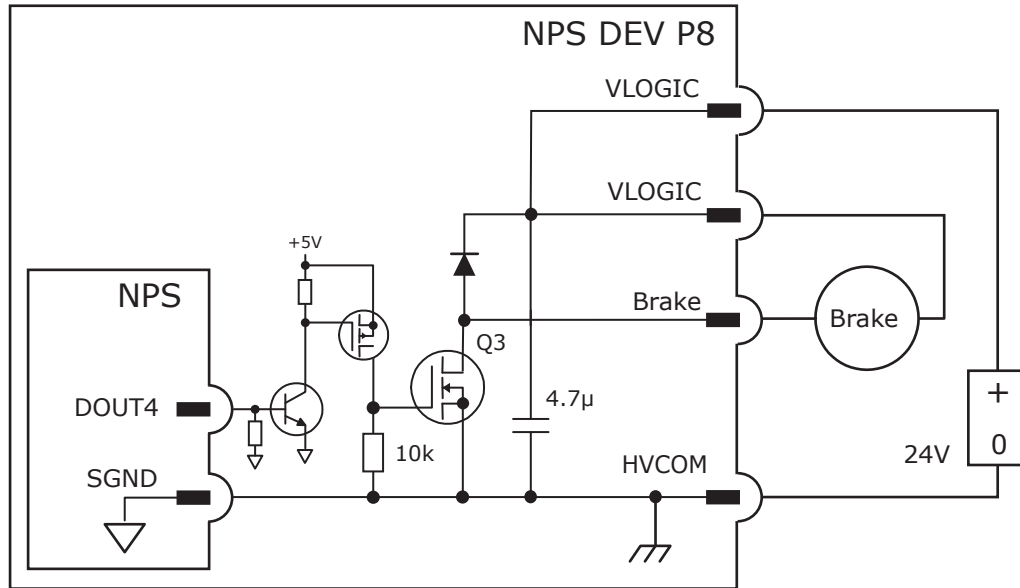 NPS DEV P8
VLOGIC
VLOGIC
+5V
NPS
Brake
Brake
Q3
DOUT4
4.7µ
+
10k
HVCOM
24V
0
SGND